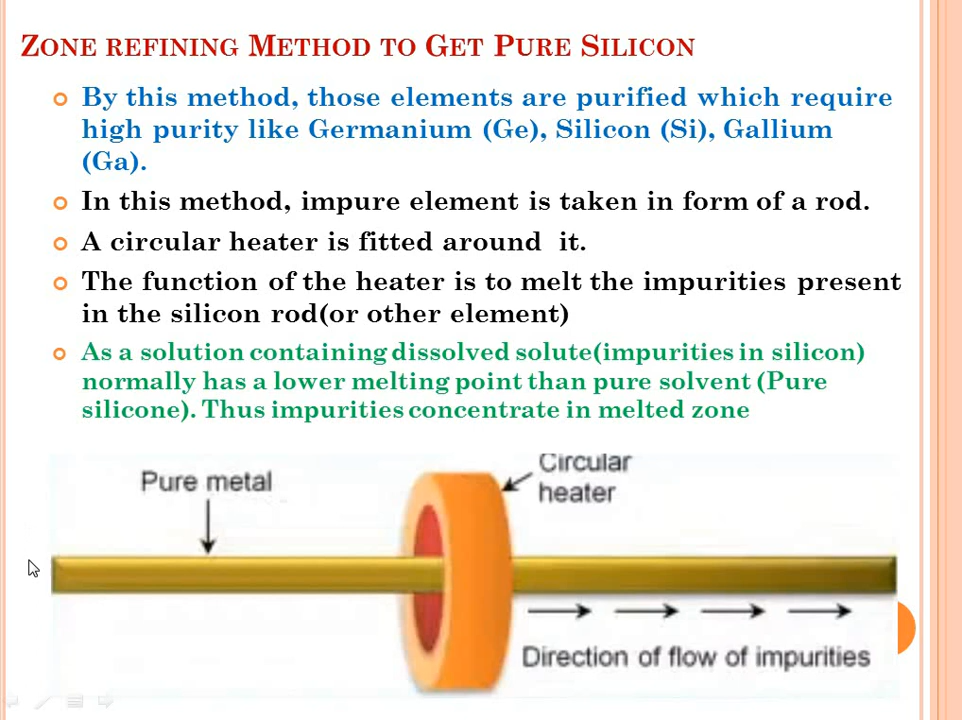 ZONE REFINING METHOD TO GET PURE SILICON
By this method, those elements are purified which require
high purity like Germanium (Ge), Silicon (Si), Gallium
(Ga).
In this method, impure element is taken in form of a rod.
A circular heater is fitted around it.
The function of the heater is to melt the impurities present
in the silicon rod(or other element)
As a solution containing dissolved solute(impurities in silicon)
normally has a lower melting point than pure solvent (Pure
silicone). Thus impurities concentrate in melted zone
Pure metal
Circular
heater
Direction of flow of impurities